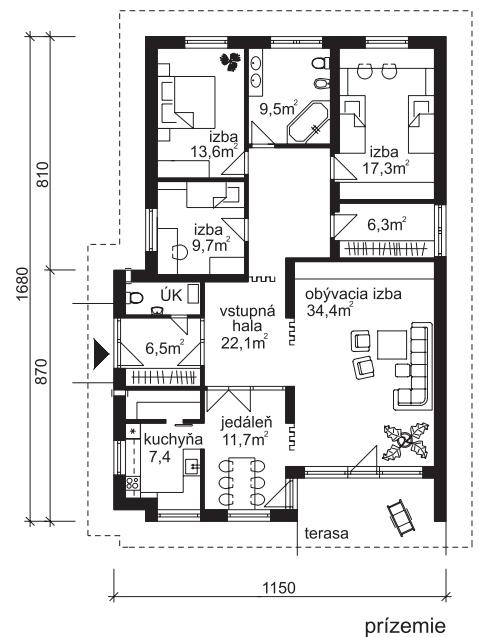 9,5m²
izba
13,6m²
izba
17,3m²
izba
9,7m²
6,3m²
810
1680
870
ÚK
vstupná
hala
22,1m²
obývacia izba
34,4m²
6,5m²
kuchyňa
7,4
jedáleň
11,7m²
terasa
1150
prízemie